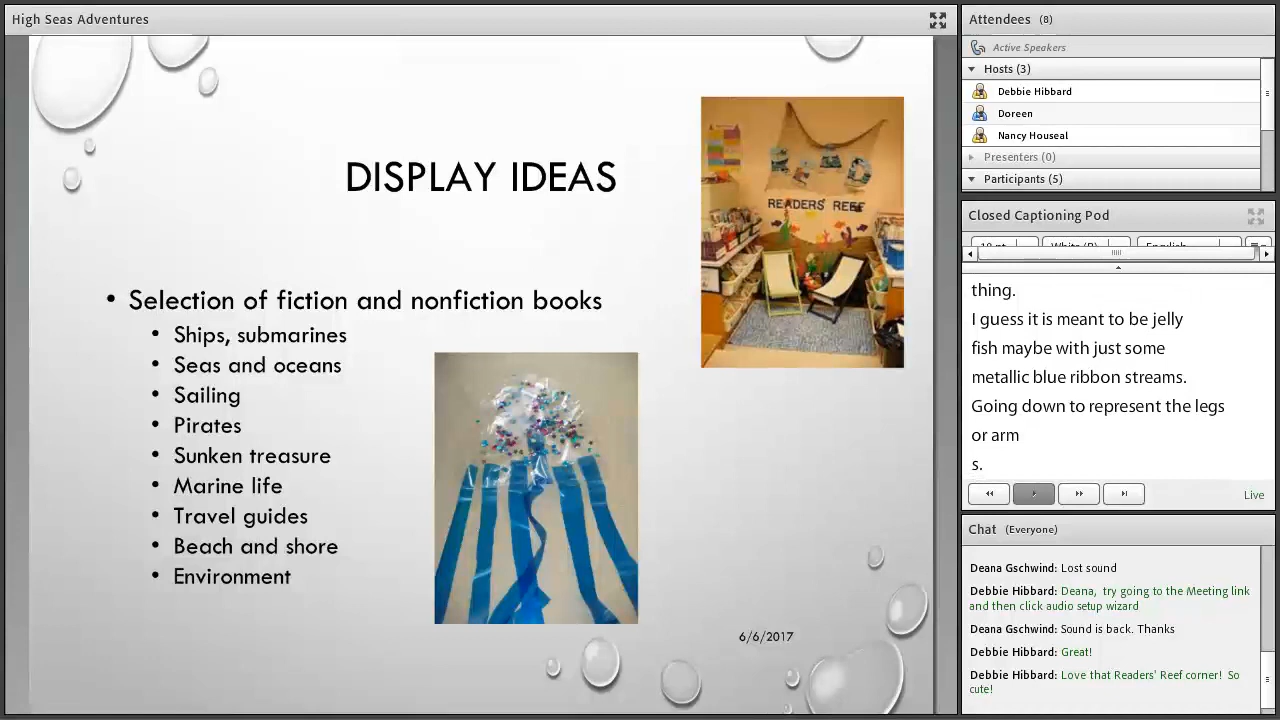 High Seas Adventures
DISPLAY IDEAS
• Selection of fiction and nonfiction books
• Ships, submarines
• Seas and oceans
• Sailing
• Pirates
• Sunken treasure
• Marine life
• Travel guides
• Beach and shore
• Environment
READ
READERS' REEF
6/6/2017
Attendees (8)
Active Speakers
Hosts (3)
Debbie Hibbard
Doreen
Nancy Houseal
Presenters (0)
Participants (5)
Closed Captioning Pod
English
thing.
I guess it is meant to be jelly
fish maybe with just some
metallic blue ribbon streams.
Going down to represent the legs
or arm
s.
Live
Chat (Everyone)
Deana Gschwind: Lost sound
Debbie Hibbard: Deana, try going to the Meeting link
and then click audio setup wizard
Deana Gschwind: Sound is back. Thanks
Debbie Hibbard: Great!
Debbie Hibbard: Love that Readers' Reef corner! So
cute!